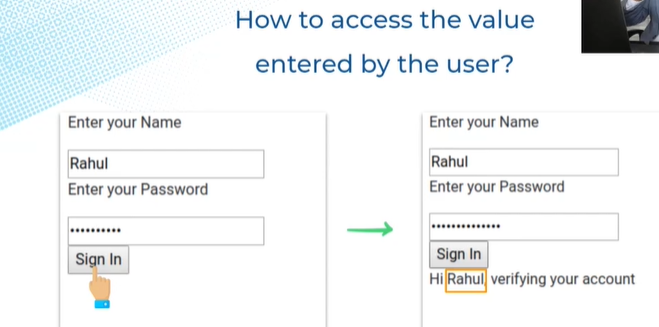 How to access the value
entered by the user?
Enter your Name
Rahul
Enter your Password
••••••••••
Sign In
Enter your Name
Rahul
Enter your Password
••••••••••••••
Sign In
Hi Rahul, verifying your account